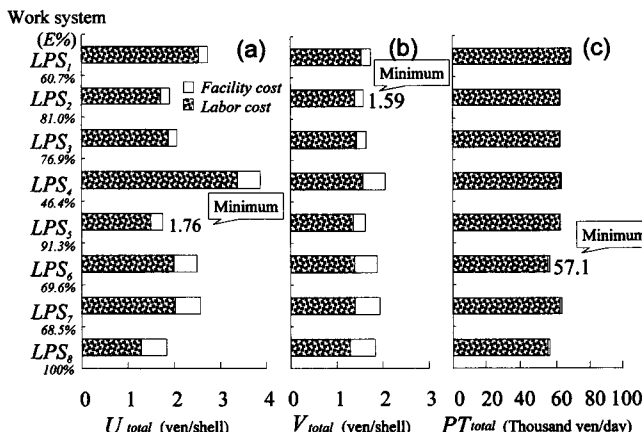 Work system
(E%)
(a)
(b)
(c)
LPS1
60.7%
Minimum
Facility cost
Labor cost
LPS2
81.0%
1.59
LPS3
76.9%
LPS4
46.4%
Minimum
LPS5
91.3%
1.76
Minimum
LPS6
69.6%
57.1
LPS7
68.5%
LPS8
100%
0 1 2 3 4
0 1 2 3
0 20 40 60 80 100
U total (yen/shell)
V total (yen/shell)
PT total (Thousand yen/day)